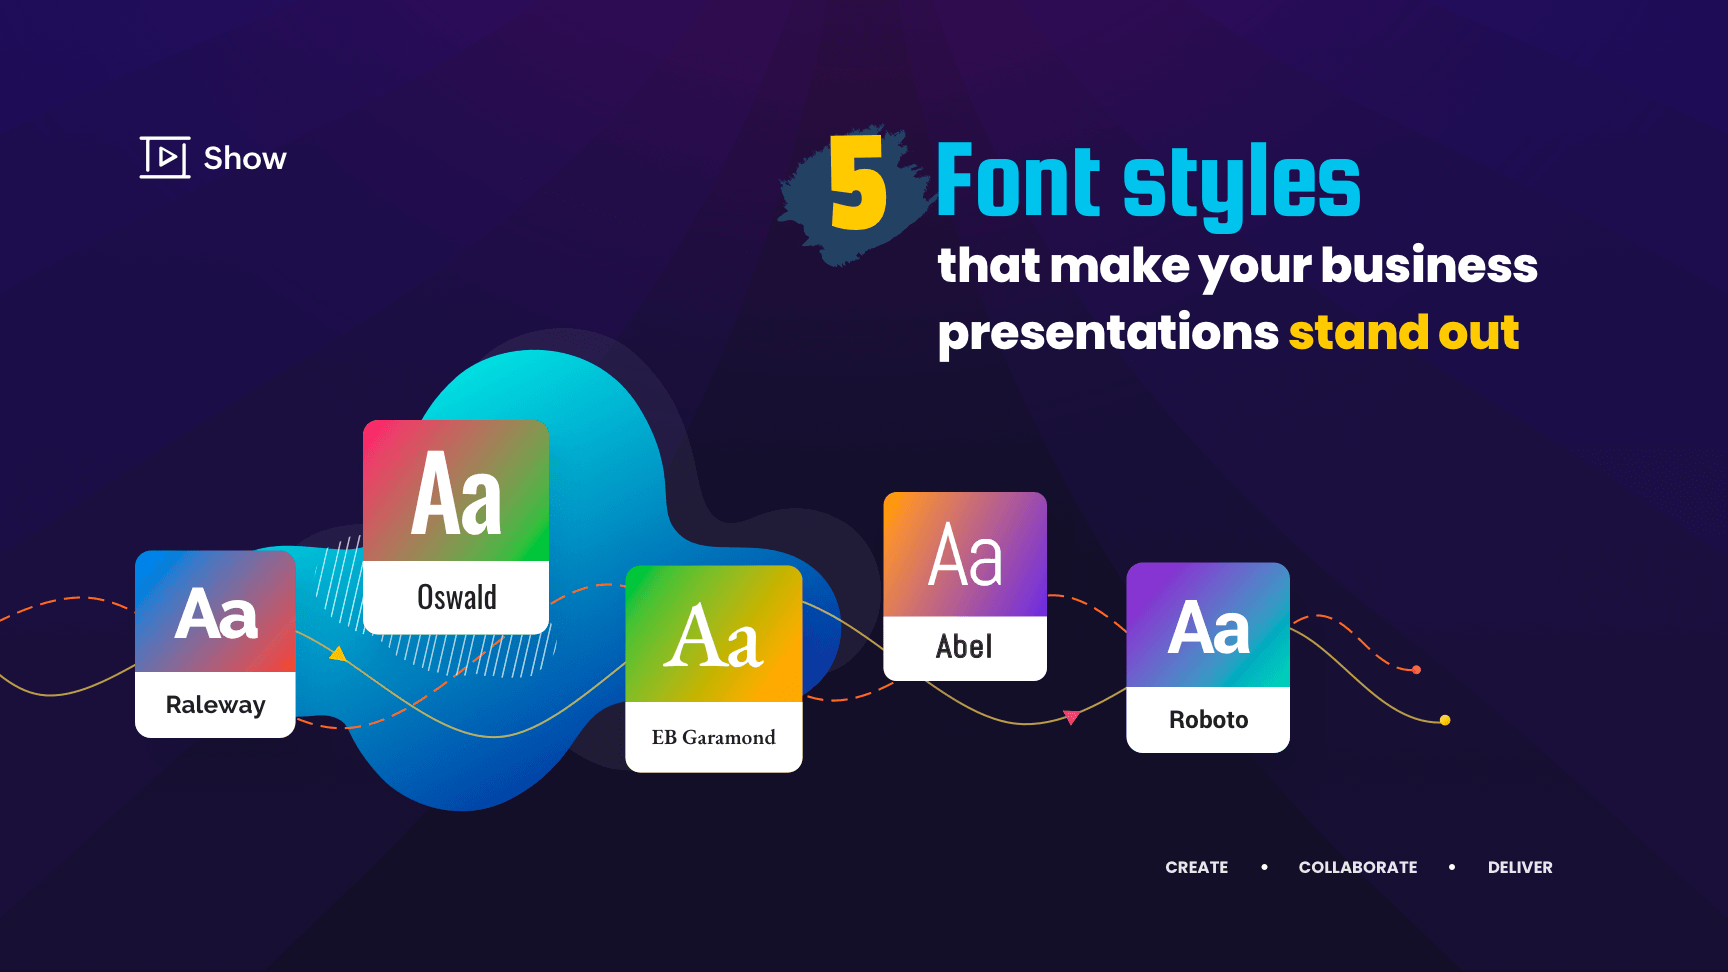 Show
5 Font styles
that make your business
presentations stand out
Aa
Raleway
Aa
Oswald
Aa
EB Garamond
Aa
Abel
Aa
Roboto
CREATE • COLLABORATE • DELIVER